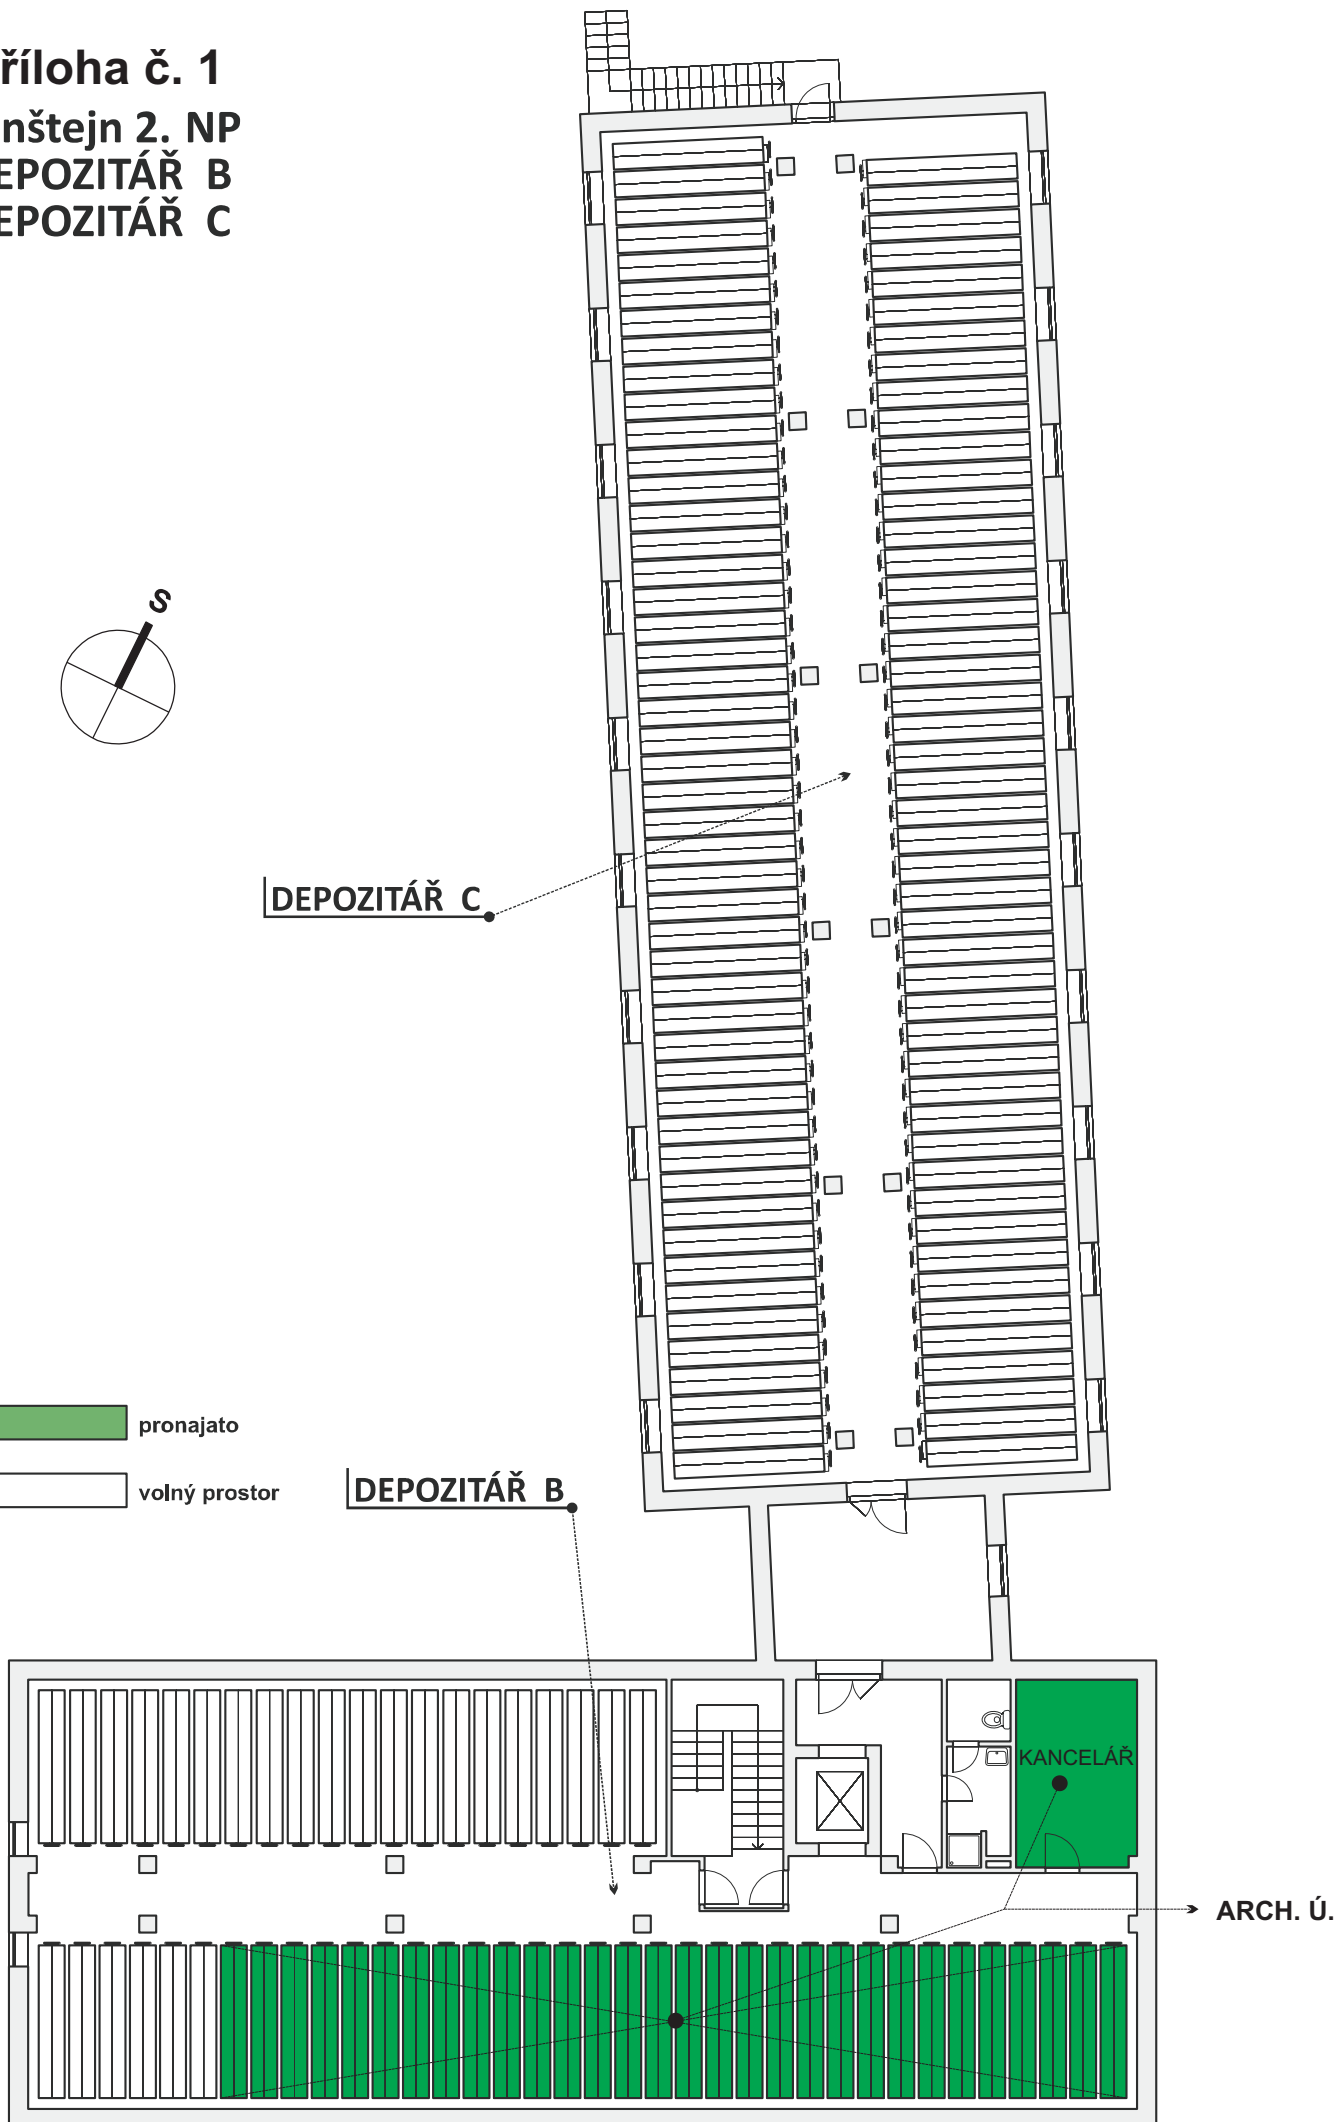 říloha č. 1
nštejn 2. NP
EPOZITÁŘ B
EPOZITÁŘ C
S
DEPOZITÁŘ C
pronajato
volný prostor
DEPOZITÁŘ B
KANCELÁŘ
ARCH. Ú.